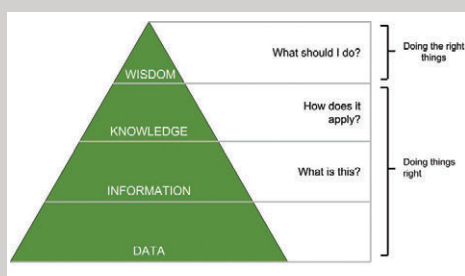 What should I do?
Doing the right
things
WISDOM
How does it
apply?
KNOWLEDGE
What is this?
Doing things
right
INFORMATION
DATA